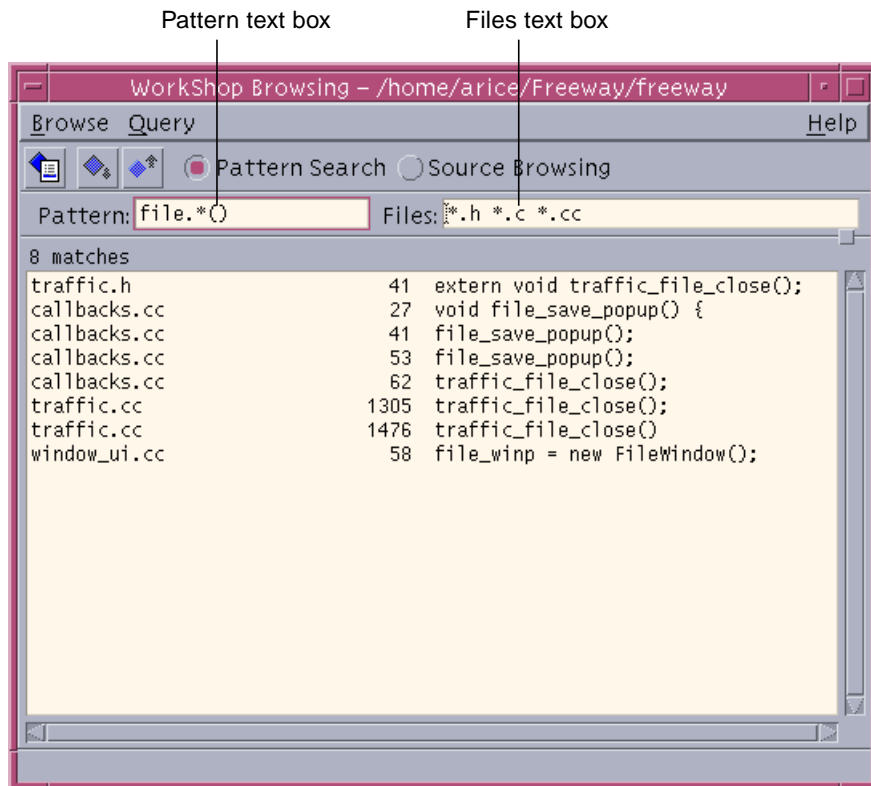 Pattern text box Files text box
WorkShop Browsing – /home/arice/Freeway/freeway
Browse Query Help
Pattern Search Source Browsing
Pattern: file.*() Files: *.h *.c *.cc
8 matches
traffic.h 41 extern void traffic_file_close();
callbacks.cc 27 void file_save_popup() {
callbacks.cc 41 file_save_popup();
callbacks.cc 53 file_save_popup();
callbacks.cc 62 traffic_file_close();
traffic.cc 1305 traffic_file_close();
traffic.cc 1476 traffic_file_close()
window_ui.cc 58 file_winp = new FileWindow();